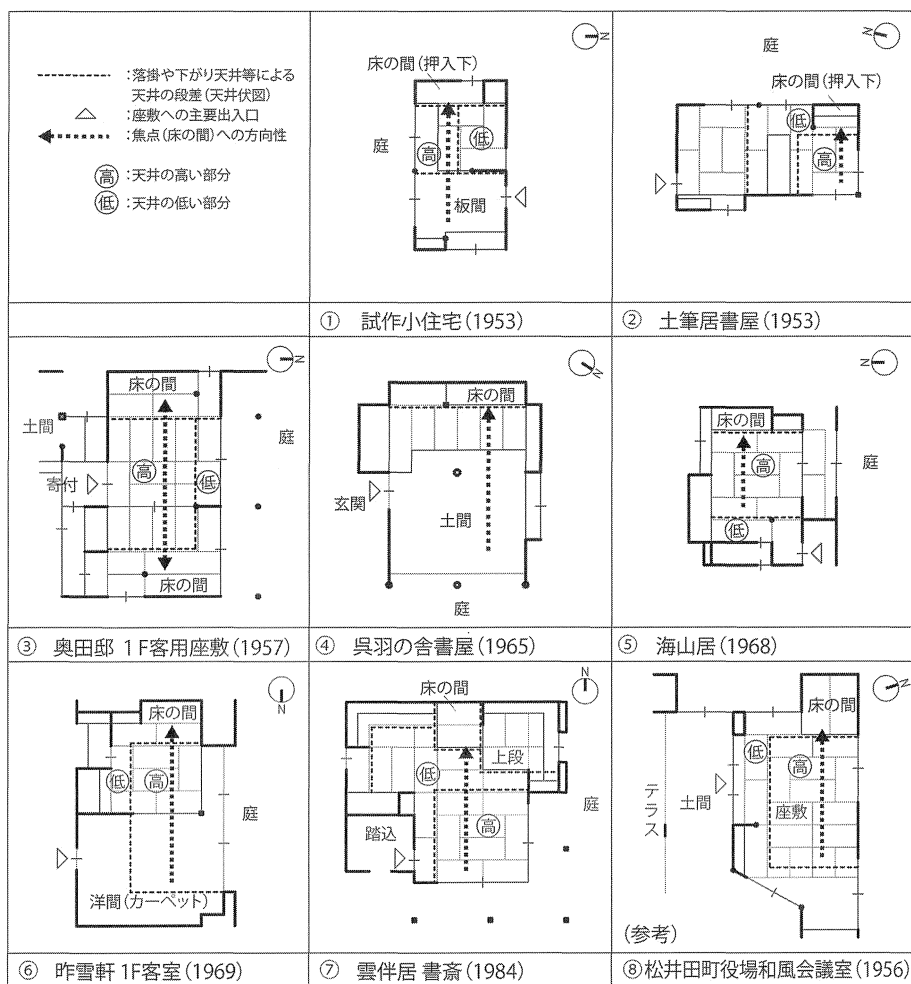 :落掛や下がり天井等による
天井の段差(天井伏図)
:座敷への主要出入口
:焦点(床の間)への方向性
高 :天井の高い部分
低 :天井の低い部分
N
床の間(押入下)
庭
高
低
板間
① 試作小住宅(1953)
N
庭
床の間(押入下)
低
高
② 土筆居書屋(1953)
N
床の間
土間
庭
高
低
寄付
床の間
③ 奥田邸 1F客用座敷(1957)
N
床の間
玄関
土間
庭
④ 呉羽の舎書屋(1965)
N
床の間
高
庭
低
⑤ 海山居(1968)
N
床の間
低
高
庭
洋間(カーペット)
⑥ 昨雪軒 1F客室(1969)
N
床の間
上段
低
庭
踏込
高
⑦ 雲伴居 書斎(1984)
N
床の間
低
高
テラス
土間
座敷
(参考)
⑧松井田町役場和風会議室(1956)